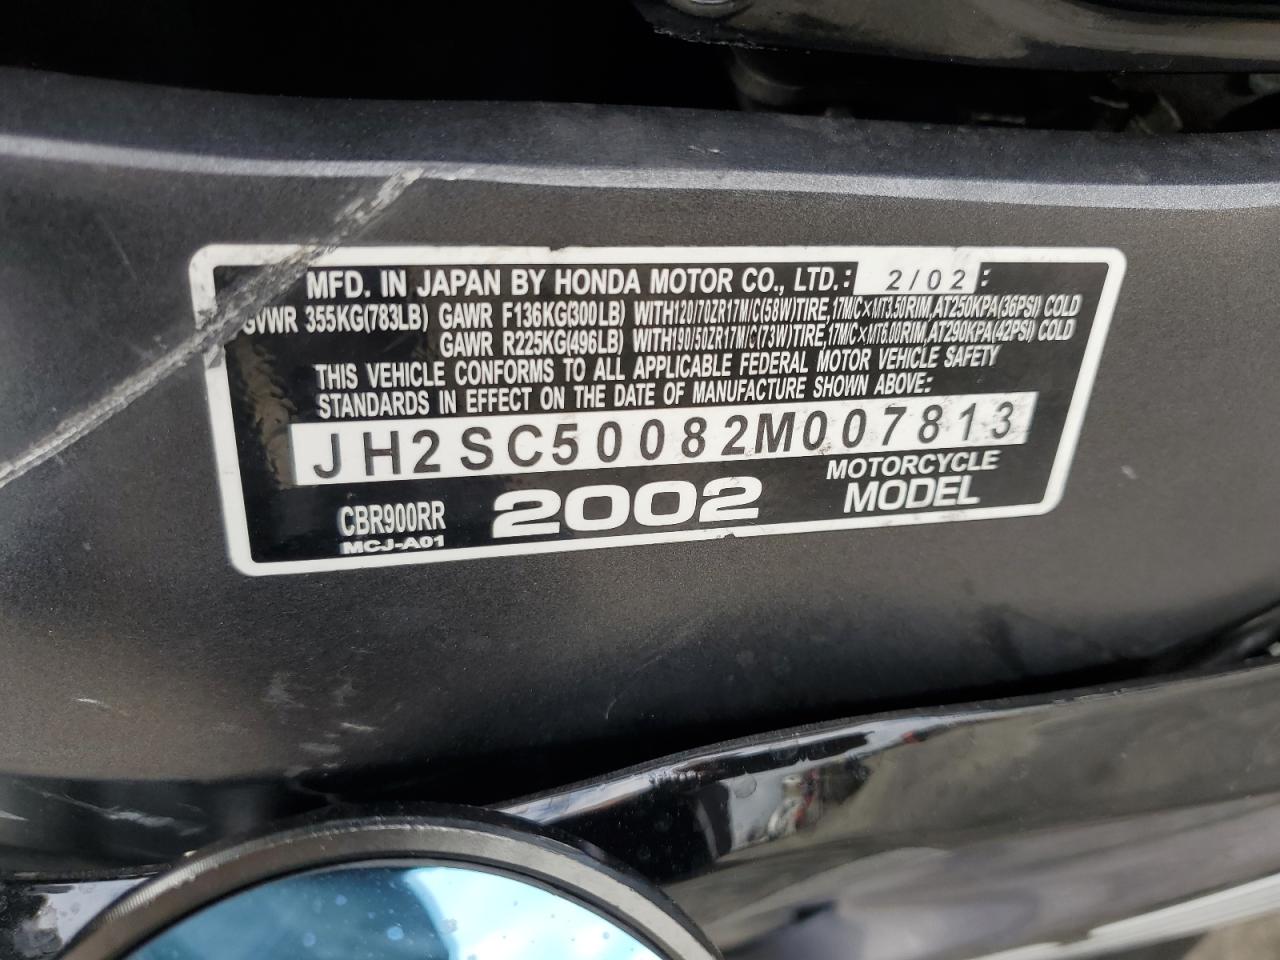 MFD. IN JAPAN BY HONDA MOTOR CO., LTD.: 2/02:
GVWR 355KG(783LB) GAWR F136KG(300LB) WITH120/70ZR17M/C(58W)TIRE,17M/C×MT3.50RIM,AT250KPA(36PSI) COLD
GAWR R225KG(496LB) WITH190/50ZR17M/C(73W)TIRE,17M/C×MT6.00RIM,AT290KPA(42PSI) COLD
THIS VEHICLE CONFORMS TO ALL APPLICABLE FEDERAL MOTOR VEHICLE SAFETY
STANDARDS IN EFFECT ON THE DATE OF MANUFACTURE SHOWN ABOVE:
JH2SC50082M007813
CBR900RR 2002 MOTORCYCLE
MCJ-A01 MODEL